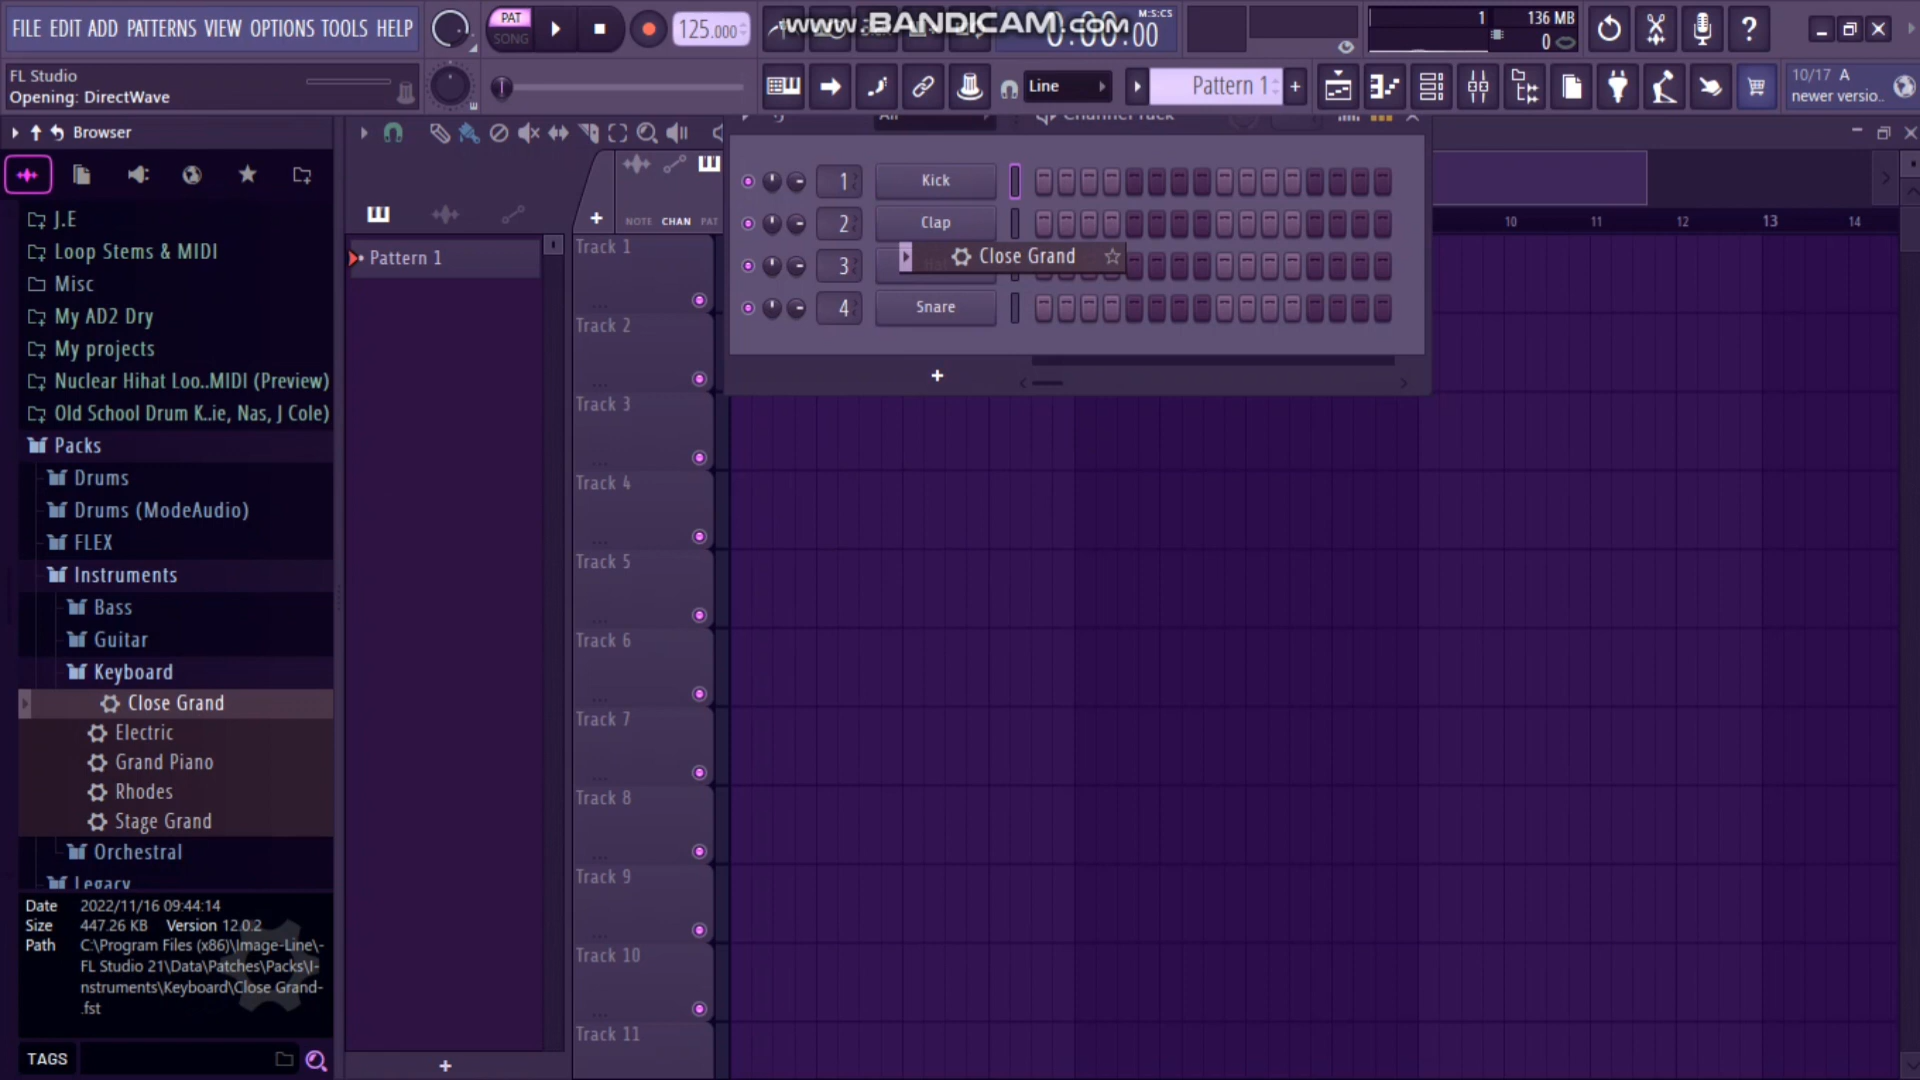 FILE EDIT ADD PATTERNS VIEW OPTIONS TOOLS HELP
PAT
SONG
125.000
www.BANDICAM.com
M:S:CS
0:00:00
1
136 MB
0
FL Studio
Opening: DirectWave
Line
Pattern 1
10/17 A
newer versio..
Browser
J.E
Loop Stems & MIDI
Misc
My AD2 Dry
My projects
Nuclear Hihat Loo..MIDI (Preview)
Old School Drum K..ie, Nas, J Cole)
Packs
Drums
Drums (ModeAudio)
FLEX
Instruments
Bass
Guitar
Keyboard
Close Grand
Electric
Grand Piano
Rhodes
Stage Grand
Orchestral
Legacy
Date 2022/11/16 09:44:14
Size 447.26 KB Version 12.0.2
Path C:\Program Files (x86)\Image-Line\-
FL Studio 21\Data\Patches\Packs\I-
nstruments\Keyboard\Close Grand-
.fst
TAGS
Pattern 1
NOTE CHAN PAT
Track 1
Track 2
Track 3
Track 4
Track 5
Track 6
Track 7
Track 8
Track 9
Track 10
Track 11
All
Channel rack
1 Kick
2 Clap
3
Close Grand
4 Snare
10 11 12 13 14